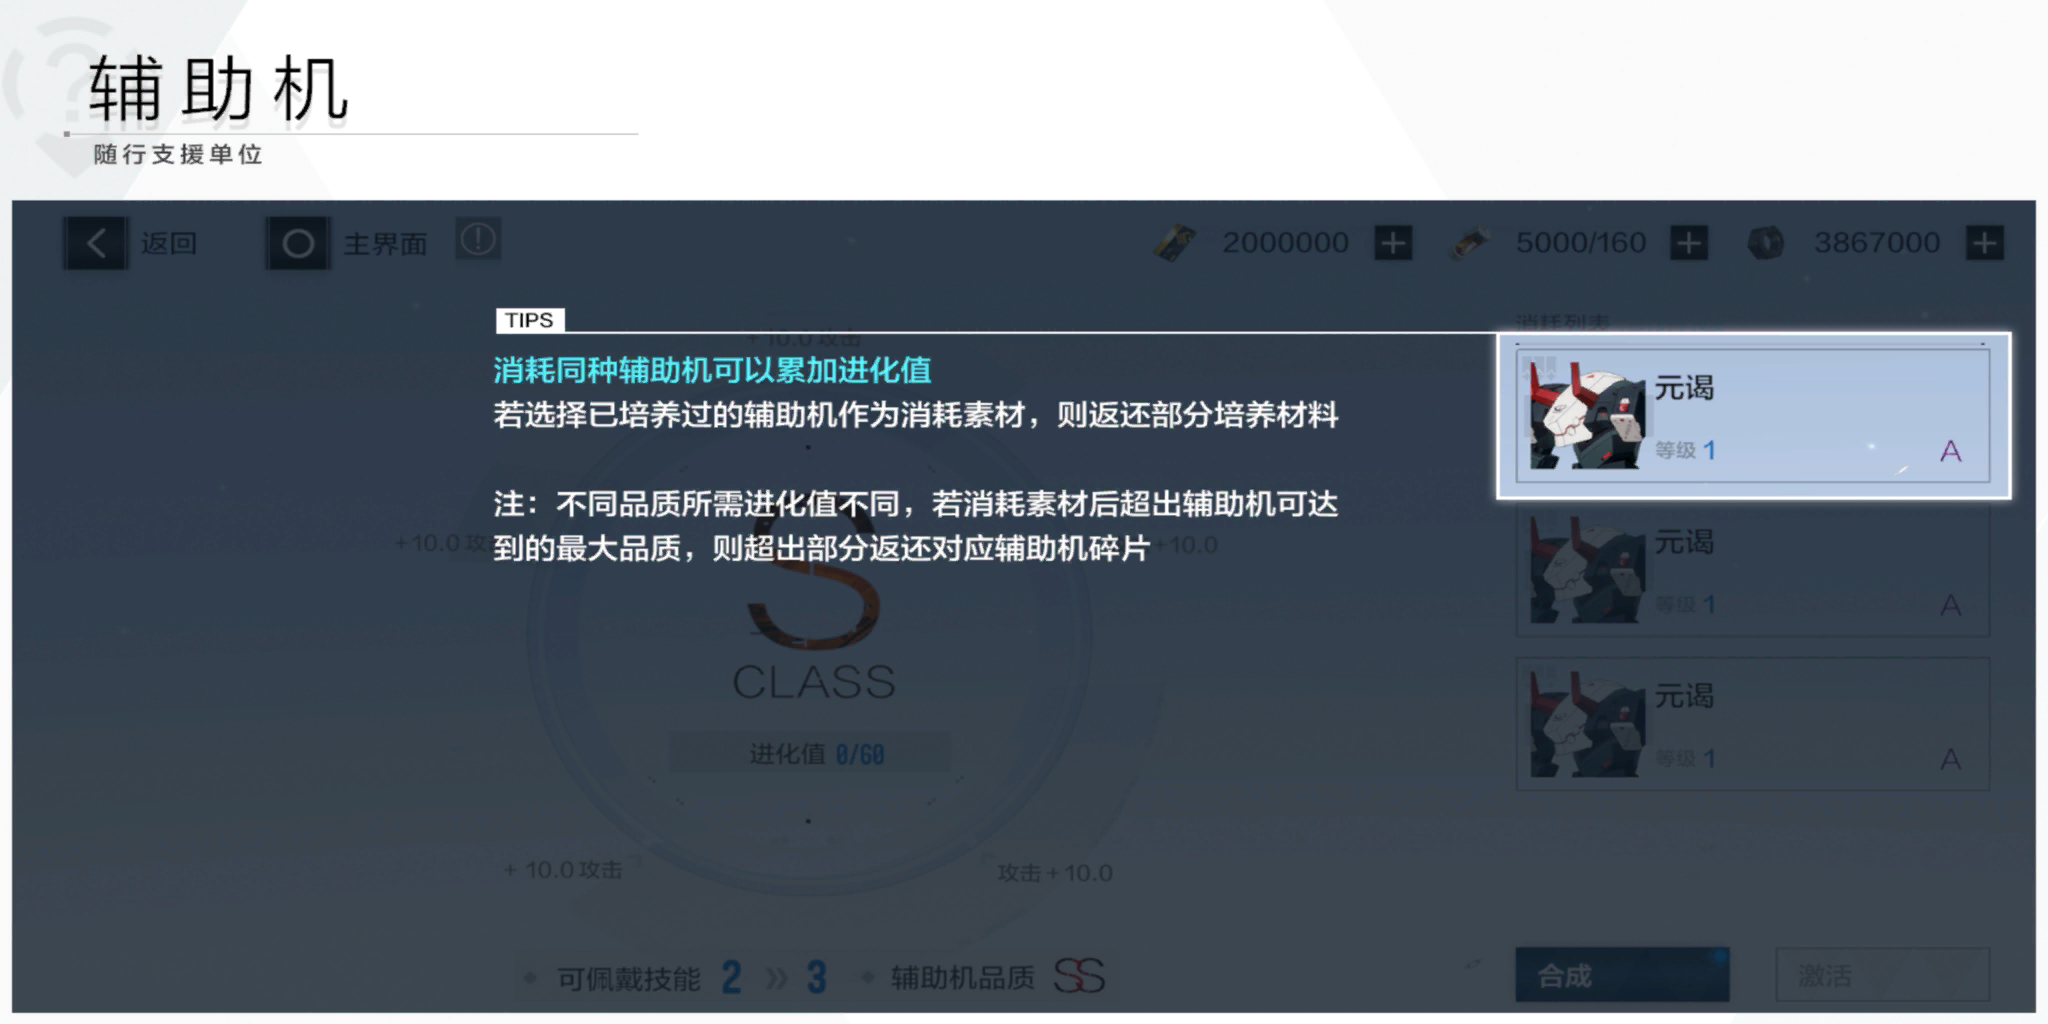 辅助机
随行支援单位
返回
主界面
2000000
5000/160
3867000
TIPS
+10.0攻击
消耗列表
消耗同种辅助机可以累加进化值
若选择已培养过的辅助机作为消耗素材，则返还部分培养材料
注：不同品质所需进化值不同，若消耗素材后超出辅助机可达
到的最大品质，则超出部分返还对应辅助机碎片
元谒
等级 1
A
+10.0攻击
+10.0
S
CLASS
进化值 0/60
元谒
等级 1
A
元谒
等级 1
A
+ 10.0攻击
攻击+10.0
可佩戴技能 2 » 3
辅助机品质 SS
合成
激活